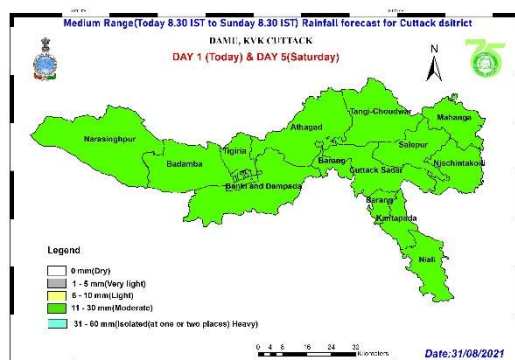 Medium Range(Today 8.30 IST to Sunday 8.30 IST) Rainfall forecast for Cuttack dsitrict
DAMU, KVK CUTTACK
DAY 1 (Today) & DAY 5(Saturday)
N
75
Mahanga
Tangi-Choudwar
Athagad
Narasinghpur
Salepur
Tigiria
Badamba
Barang
Nischintakoili
Cuttack Sadar
Banki and Dampada
Barang
Kantapada
Niali
Legend
0 mm(Dry)
1 - 5 mm(Very light)
6 - 10 mm(Light)
11 - 30 mm(Moderate)
31 - 60 mm(Isolated(at one or two places) Heavy)
0 4 8 16 24 32
Kilometers
Date:31/08/2021